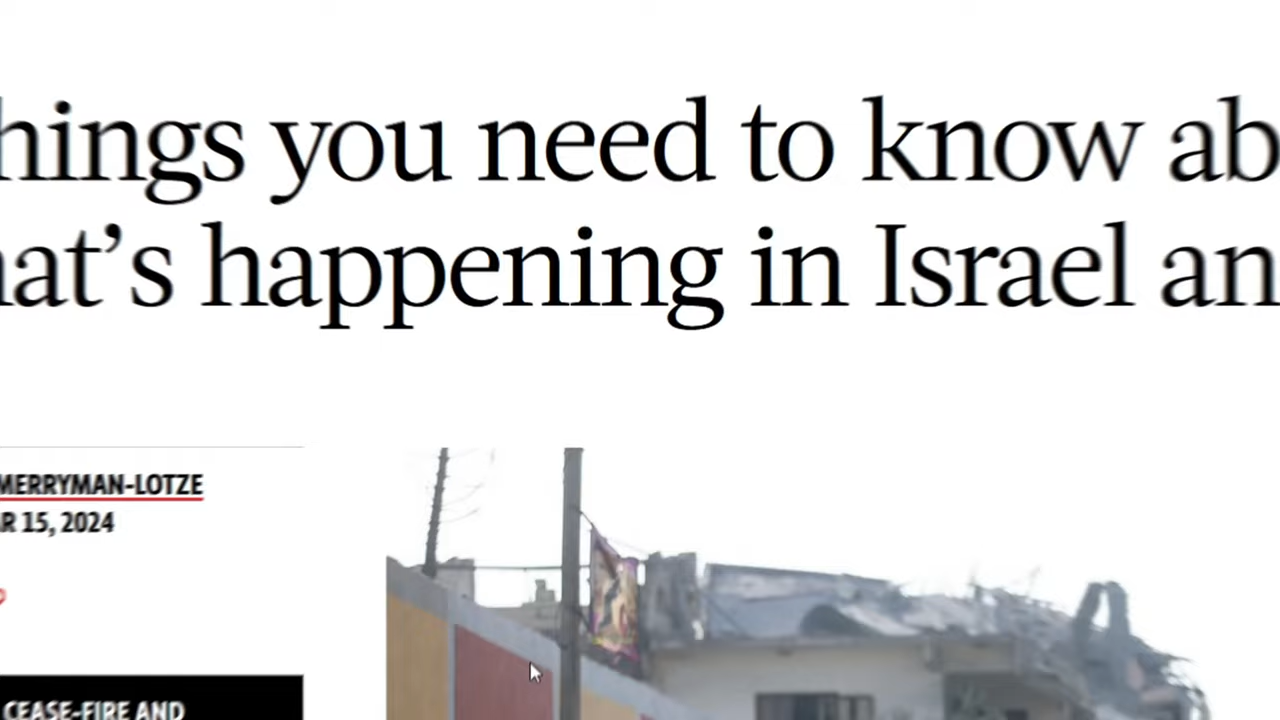 hings you need to know ab
hat's happening in Israel an
MERRYMAN-LOTZE
R 15, 2024
CEASE-FIRE AND